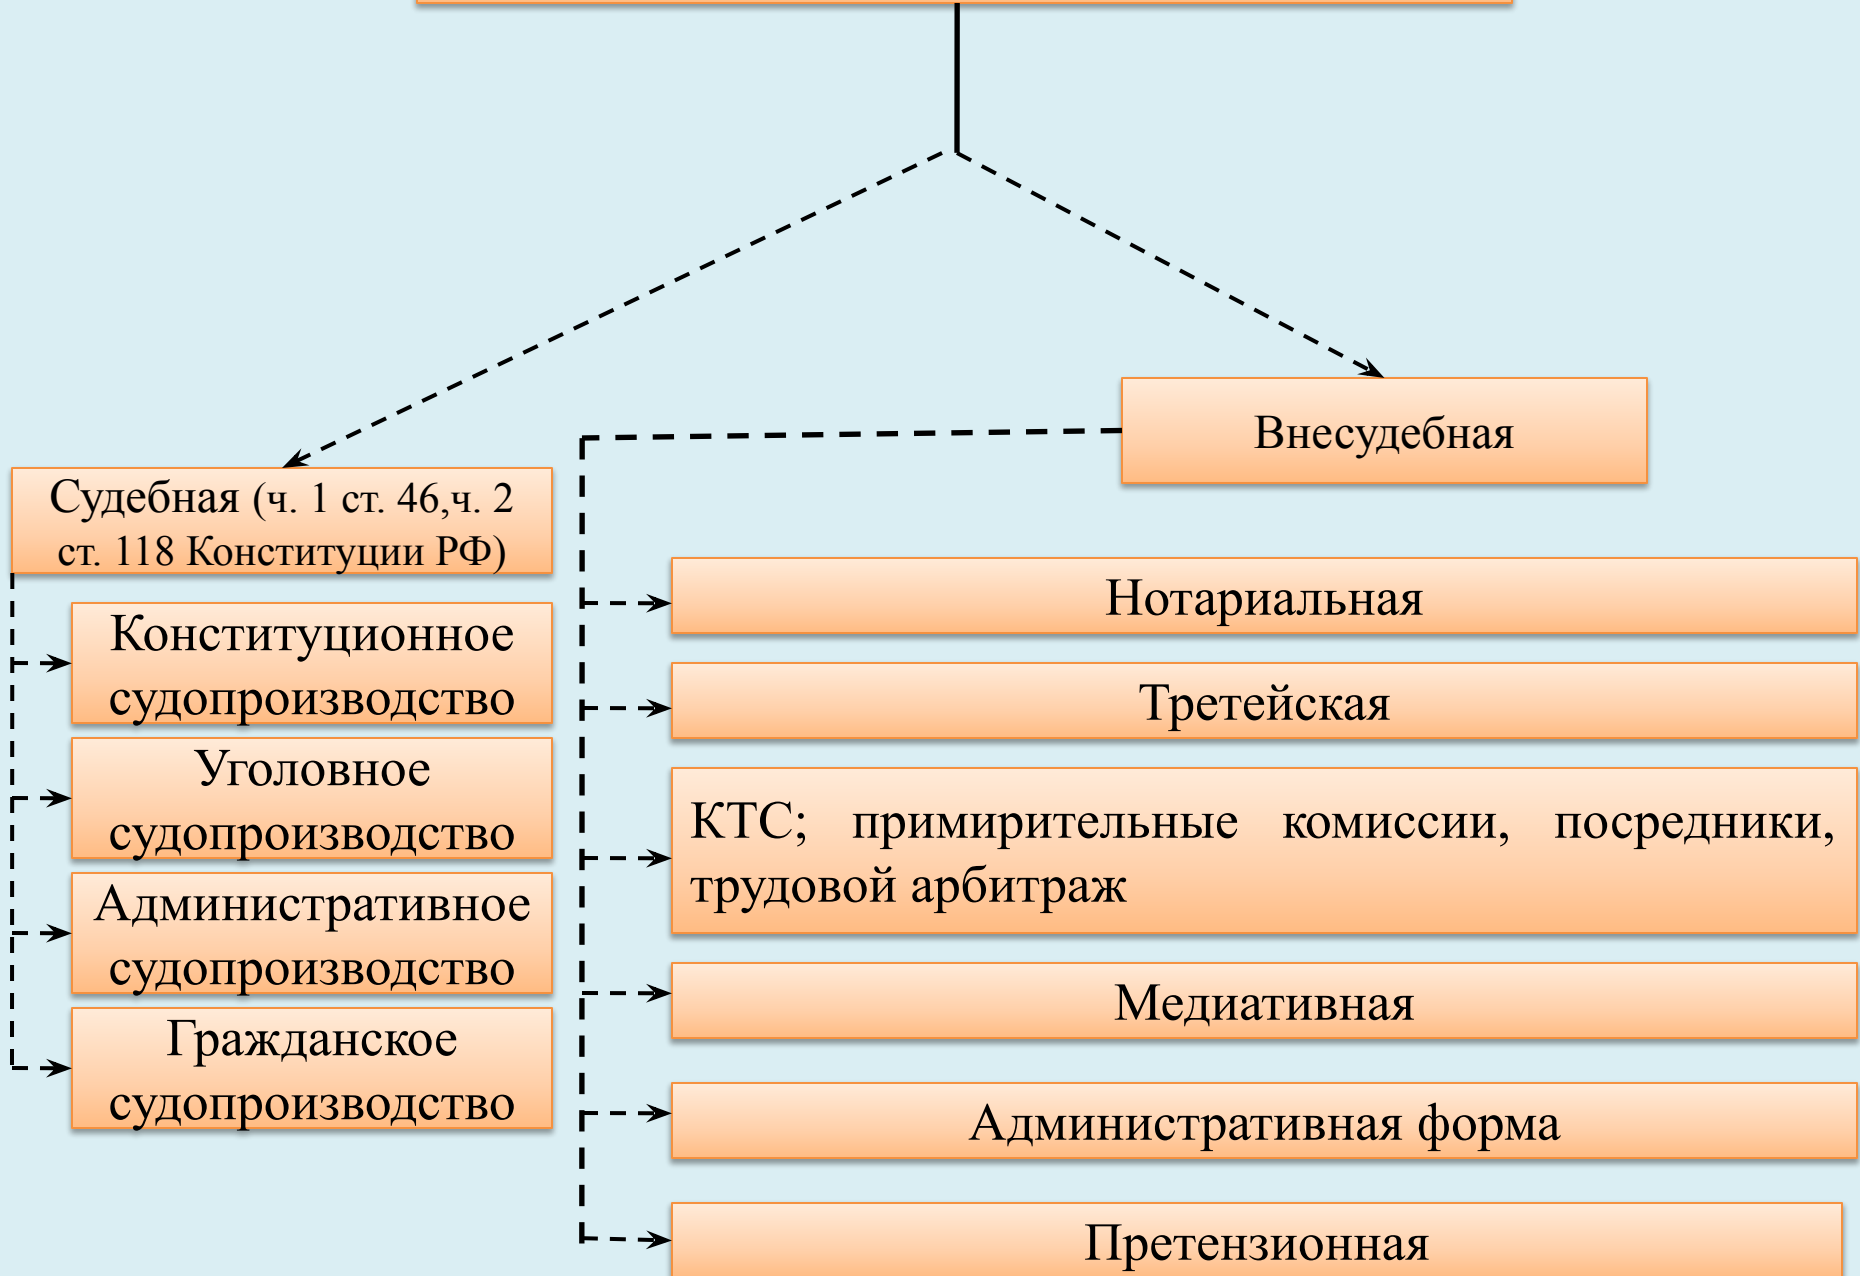 Внесудебная
Судебная (ч. 1 ст. 46,ч. 2
ст. 118 Конституции РФ)
Конституционное
судопроизводство
Уголовное
судопроизводство
Административное
судопроизводство
Гражданское
судопроизводство
Нотариальная
Третейская
КТС; примирительные комиссии, посредники,
трудовой арбитраж
Медиативная
Административная форма
Претензионная